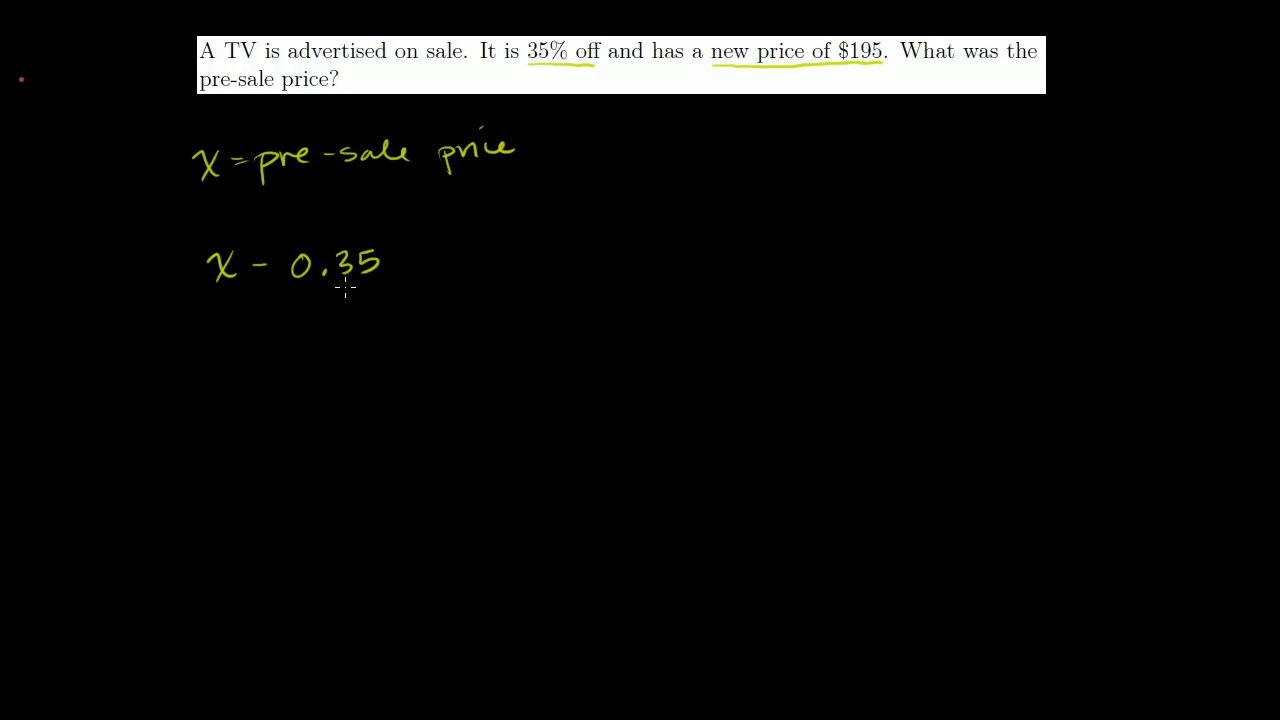 A TV is advertised on sale. It is 35% off and has a new price of $195. What was the
pre-sale price?
x = pre-sale price
x - 0.35